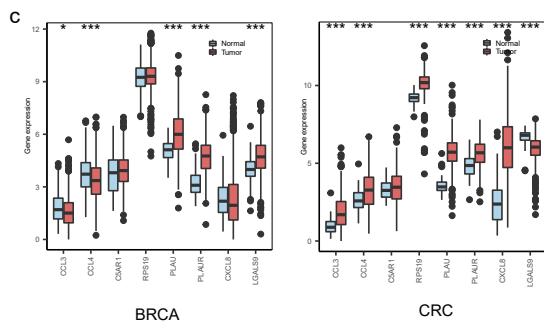 C
* *** *** *** ***
12
9
6
3
0
Gene expression
Normal
Tumor
CCL3
CCL4
C5AR1
RPS19
PLAU
PLAUR
CXCL8
LGALS9
BRCA
*** *** *** *** *** *** ***
10
5
0
Gene expression
Normal
Tumor
CCL3
CCL4
C5AR1
RPS19
PLAU
PLAUR
CXCL8
LGALS9
CRC